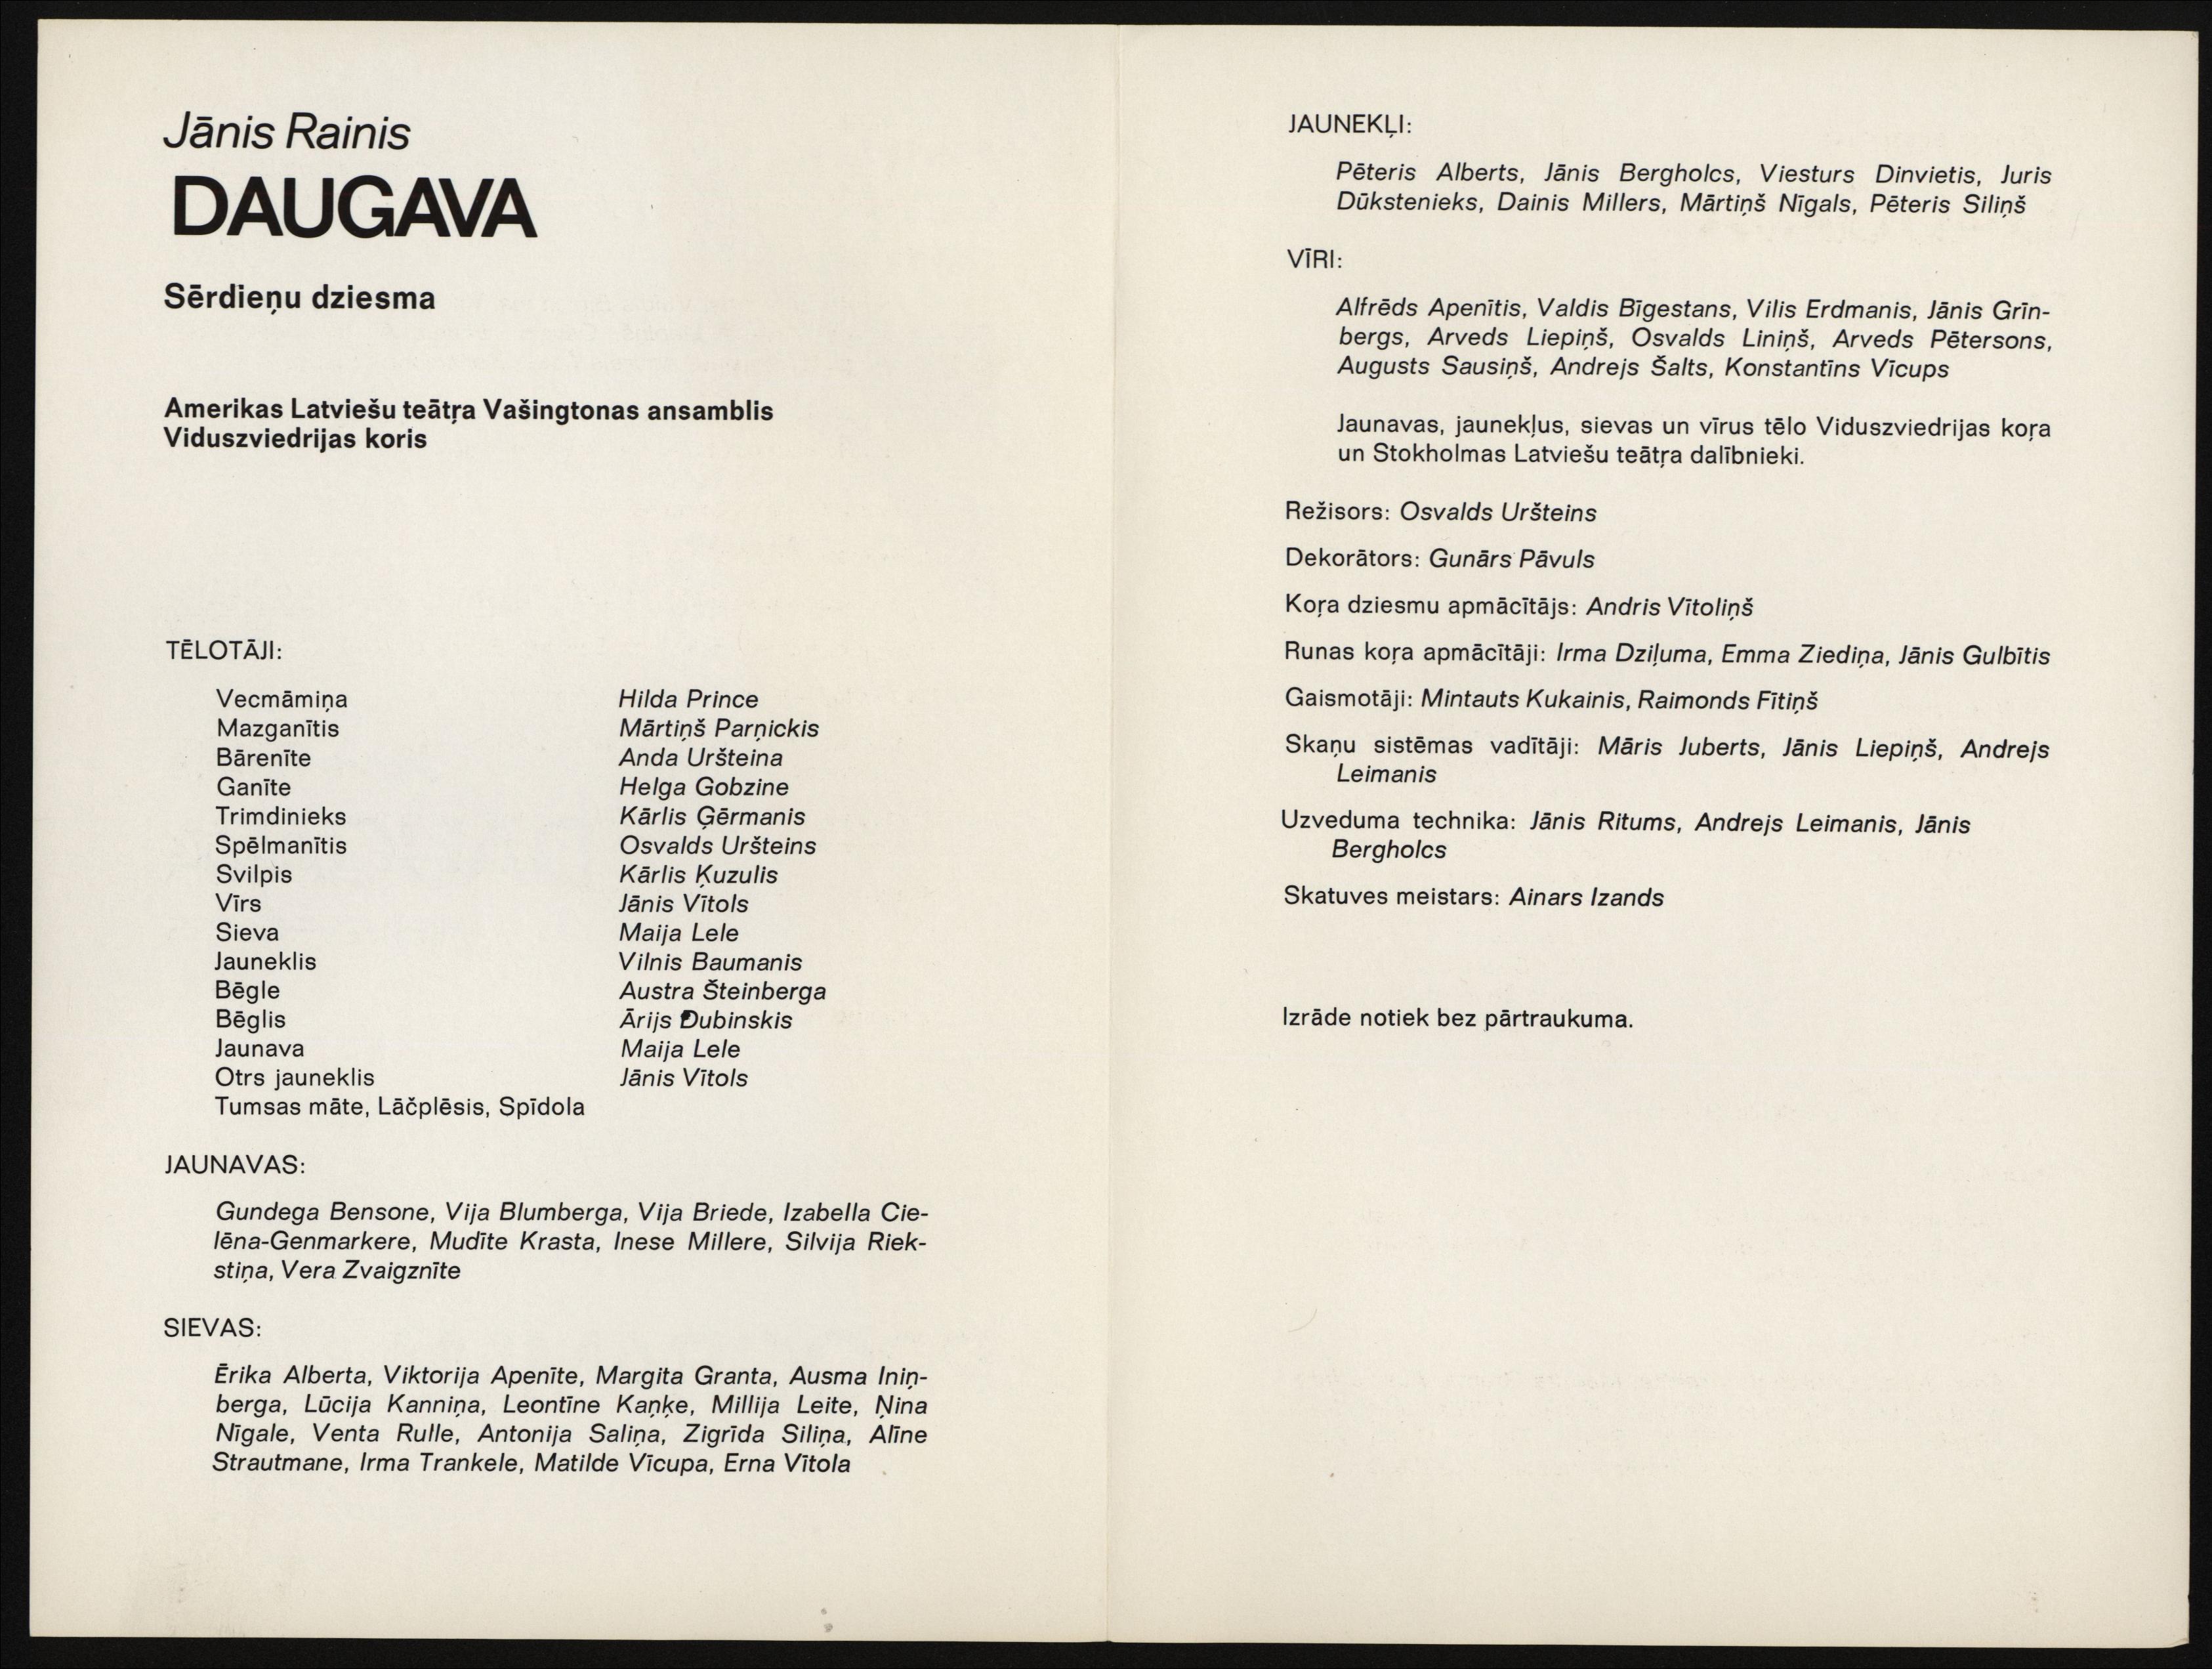 Jānis Rainis
DAUGAVA
Sērdieņu dziesma
Amerikas Latviešu teātŗa Vašingtonas ansamblis
Viduszviedrijas koris
TĒLOTĀJI:
Vecmāmiņa Hilda Prince
Mazganītis Mārtiņš Parņickis
Bārenīte Anda Uršteina
Ganīte Helga Gobzine
Trimdinieks Kārlis Ģērmanis
Spēlmanītis Osvalds Uršteins
Svilpis Kārlis Ķuzulis
Vīrs Jānis Vītols
Sieva Maija Lele
Jauneklis Vilnis Baumanis
Bēgle Austra Šteinberga
Bēglis Ārijs Dubinskis
Jaunava Maija Lele
Otrs jauneklis Jānis Vītols
Tumsas māte, Lāčplēsis, Spīdola
JAUNAVAS:
Gundega Bensone, Vija Blumberga, Vija Briede, Izabella Cie-
lēna-Genmarkere, Mudīte Krasta, Inese Millere, Silvija Riek-
stiņa, Vera Zvaigznīte
SIEVAS:
Ērika Alberta, Viktorija Apenīte, Margita Granta, Ausma Iniņ-
berga, Lūcija Kanniņa, Leontīne Kaņķe, Millija Leite, Ņina
Nīgale, Venta Rulle, Antonija Saliņa, Zigrīda Siliņa, Alīne
Strautmane, Irma Trankele, Matilde Vīcupa, Erna Vītola
JAUNEKĻI:
Pēteris Alberts, Jānis Bergholcs, Viesturs Dinvietis, Juris
Dūkstenieks, Dainis Millers, Mārtiņš Nīgals, Pēteris Siliņš
VĪRI:
Alfrēds Apenītis, Valdis Bīgestans, Vilis Erdmanis, Jānis Grīn-
bergs, Arveds Liepiņš, Osvalds Liniņš, Arveds Pētersons,
Augusts Sausiņš, Andrejs Šalts, Konstantīns Vīcups
Jaunavas, jaunekļus, sievas un vīrus tēlo Viduszviedrijas koŗa
un Stokholmas Latviešu teātŗa dalībnieki.
Režisors: Osvalds Uršteins
Dekorātors: Gunārs Pāvuls
Koŗa dziesmu apmācītājs: Andris Vītoliņš
Runas koŗa apmācītāji: Irma Dziļuma, Emma Ziediņa, Jānis Gulbītis
Gaismotāji: Mintauts Kukainis, Raimonds Fītiņš
Skaņu sistēmas vadītāji: Māris Juberts, Jānis Liepiņš, Andrejs
Leimanis
Uzveduma technika: Jānis Ritums, Andrejs Leimanis, Jānis
Bergholcs
Skatuves meistars: Ainars Izands
Izrāde notiek bez pārtraukuma.